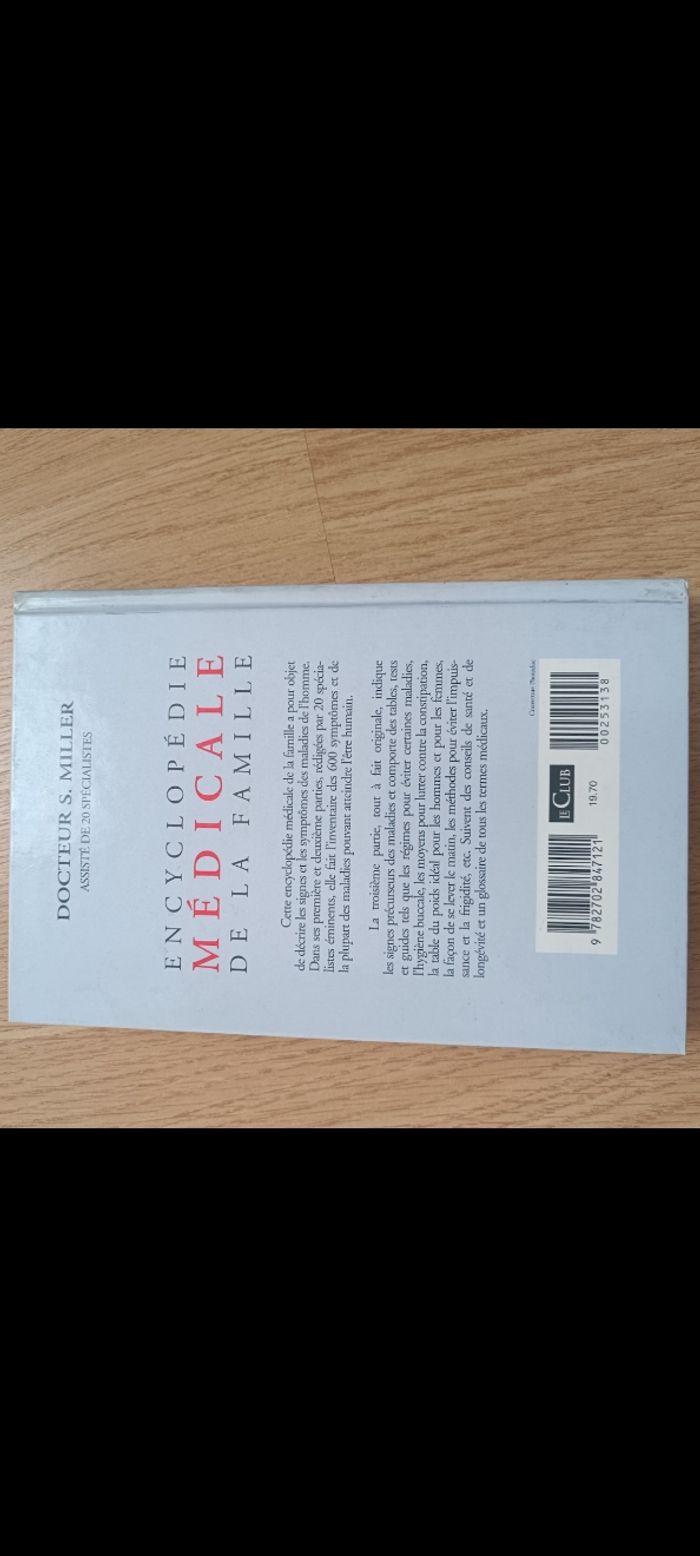 DOCTEUR S. MILLER
ASSISTÉ DE 20 SPÉCIALISTES
ENCYCLOPÉDIE
MÉDICALE
DE LA FAMILLE
Cette encyclopédie médicale de la famille a pour objet
de décrire les signes et les symptômes des maladies de l'homme.
Dans ses première et deuxième parties, rédigées par 20 spécia-
listes éminents, elle fait l'inventaire des 600 symptômes et de
la plupart des maladies pouvant atteindre l'être humain.
La troisième partie, tout à fait originale, indique
les signes précurseurs des maladies et comporte des tables, tests
et guides tels que les régimes pour éviter certaines maladies,
l'hygiène buccale, les moyens pour lutter contre la constipation,
la table du poids idéal pour les hommes et pour les femmes,
la façon de se lever le matin, les méthodes pour éviter l'impuis-
sance et la frigidité, etc. Suivent des conseils de santé et de
longévité et un glossaire de tous les termes médicaux.
9 782702 847121
LE CLUB
19.70
00253138